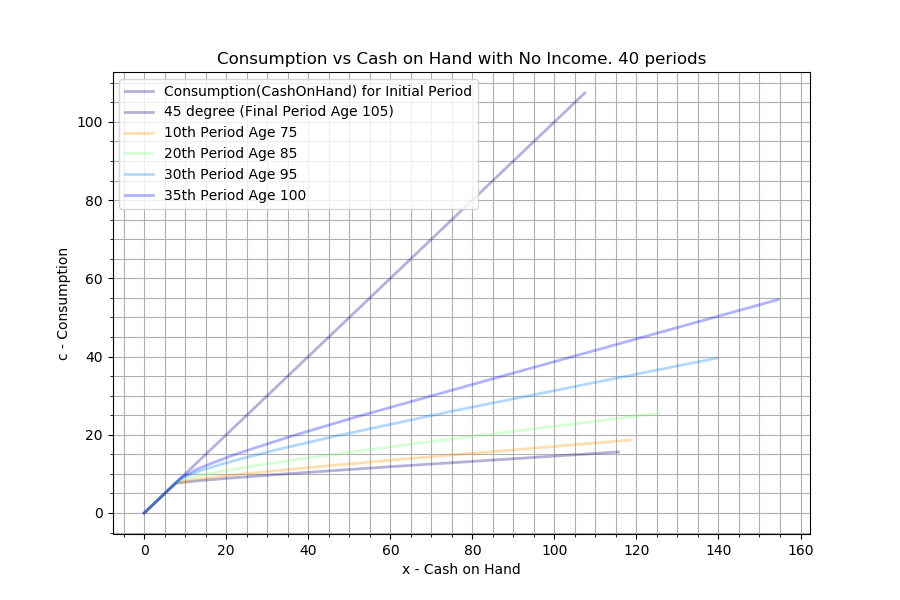 Consumption vs Cash on Hand with No Income. 40 periods
Consumption(CashOnHand) for Initial Period
45 degree (Final Period Age 105)
10th Period Age 75
20th Period Age 85
30th Period Age 95
35th Period Age 100
100
80
60
40
20
0
c - Consumption
0 20 40 60 80 100 120 140 160
x - Cash on Hand